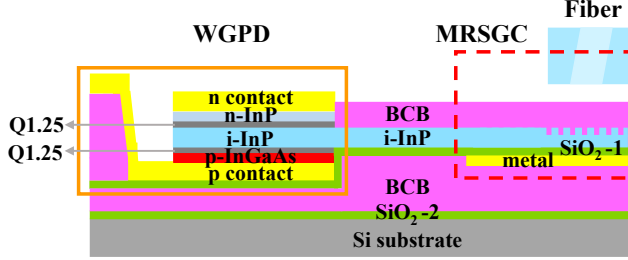 Fiber
WGPD
MRSGC
n contact
n-InP
BCB
Q1.25
i-InP
i-InP
SiO2-1
Q1.25
p-InGaAs
metal
p contact
BCB
SiO2-2
Si substrate